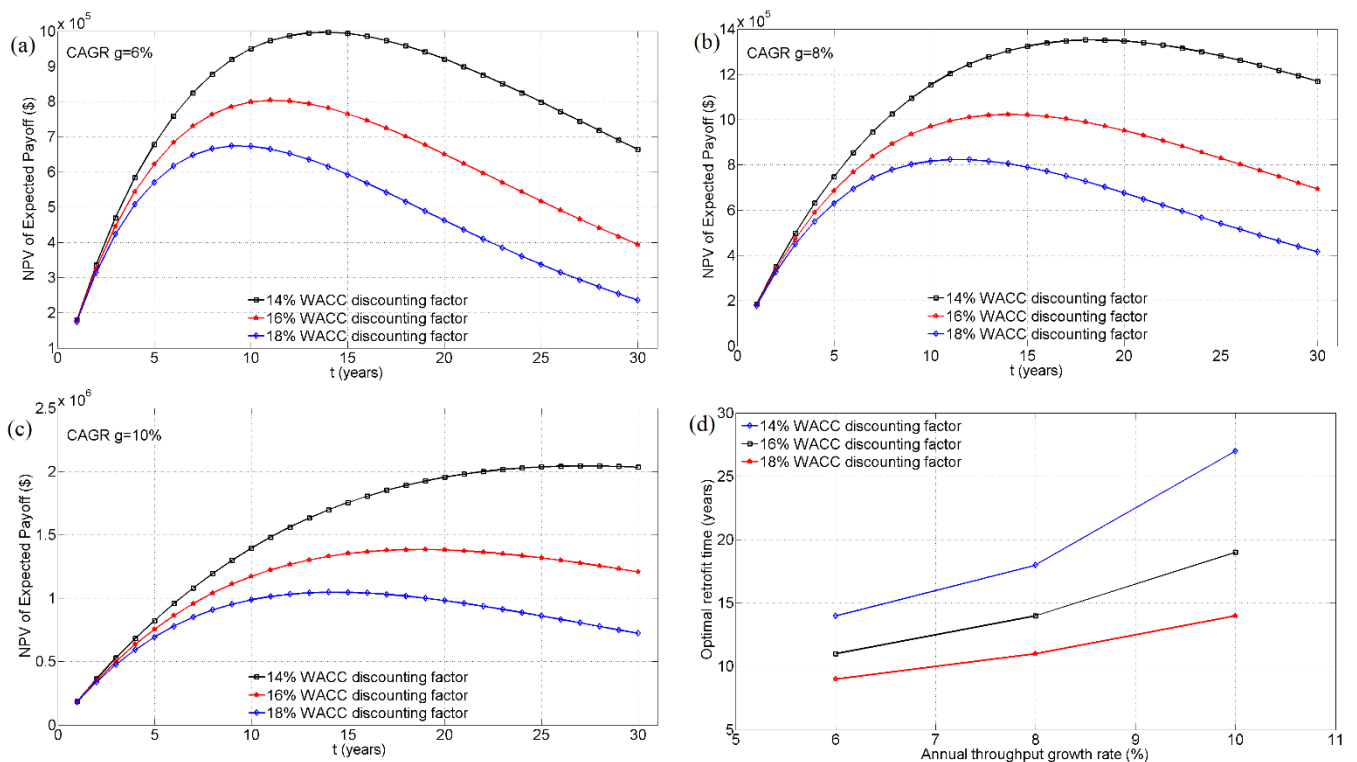 (a)
x 10^5
CAGR g=6%
NPV of Expected Payoff ($)
10
9
8
7
6
5
4
3
2
1
14% WACC discounting factor
16% WACC discounting factor
18% WACC discounting factor
0 5 10 15 20 25 30
t (years)
(b)
x 10^5
CAGR g=8%
NPV of Expected Payoff ($)
14
12
10
8
6
4
2
0
14% WACC discounting factor
16% WACC discounting factor
18% WACC discounting factor
0 5 10 15 20 25 30
t (years)
(c)
x 10^6
CAGR g=10%
NPV of Expected Payoff ($)
2.5
2
1.5
1
0.5
0
14% WACC discounting factor
16% WACC discounting factor
18% WACC discounting factor
0 5 10 15 20 25 30
t (years)
(d)
14% WACC discounting factor
16% WACC discounting factor
18% WACC discounting factor
Optimal retrofit time (years)
30
25
20
15
10
5
5 6 7 8 9 10 11
Annual throughput growth rate (%)